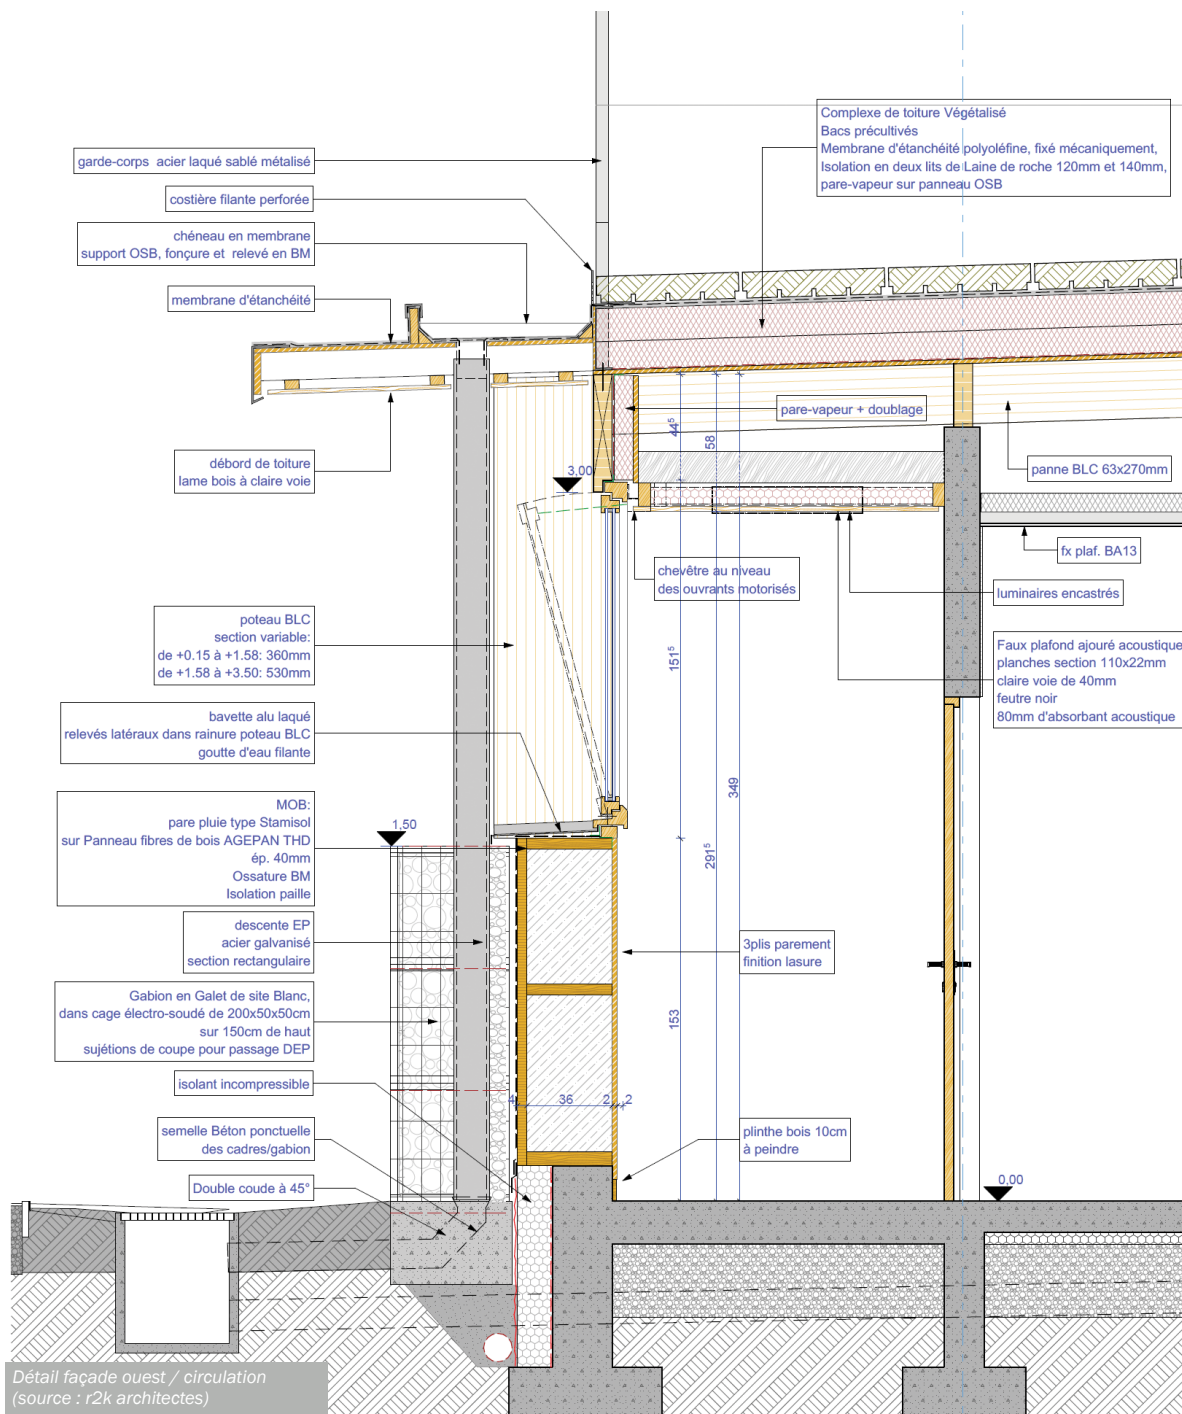 Complexe de toiture Végétalisé
Bacs précultivés
Membrane d'étanchéité polyoléfine, fixé mécaniquement,
Isolation en deux lits de Laine de roche 120mm et 140mm,
pare-vapeur sur panneau OSB
garde-corps acier laqué sablé métalisé
costière filante perforée
chéneau en membrane
support OSB, fonçure et relevé en BM
membrane d'étanchéité
pare-vapeur + doublage
44⁵
58
débord de toiture
lame bois à claire voie
3,00
panne BLC 63x270mm
fx plaf. BA13
chevêtre au niveau
des ouvrants motorisés
luminaires encastrés
poteau BLC
section variable:
de +0.15 à +1.58: 360mm
de +1.58 à +3.50: 530mm
151⁵
Faux plafond ajouré acoustique
planches section 110x22mm
claire voie de 40mm
feutre noir
80mm d'absorbant acoustique
bavette alu laqué
relevés latéraux dans rainure poteau BLC
goutte d'eau filante
349
MOB:
pare pluie type Stamisol
sur Panneau fibres de bois AGEPAN THD
ép. 40mm
Ossature BM
Isolation paille
1,50
291⁵
descente EP
acier galvanisé
section rectangulaire
3plis parement
finition lasure
Gabion en Galet de site Blanc,
dans cage électro-soudé de 200x50x50cm
sur 150cm de haut
sujétions de coupe pour passage DEP
153
isolant incompressible
4 36 2 2
semelle Béton ponctuelle
des cadres/gabion
plinthe bois 10cm
à peindre
Double coude à 45°
0,00
Détail façade ouest / circulation
(source : r2k architectes)